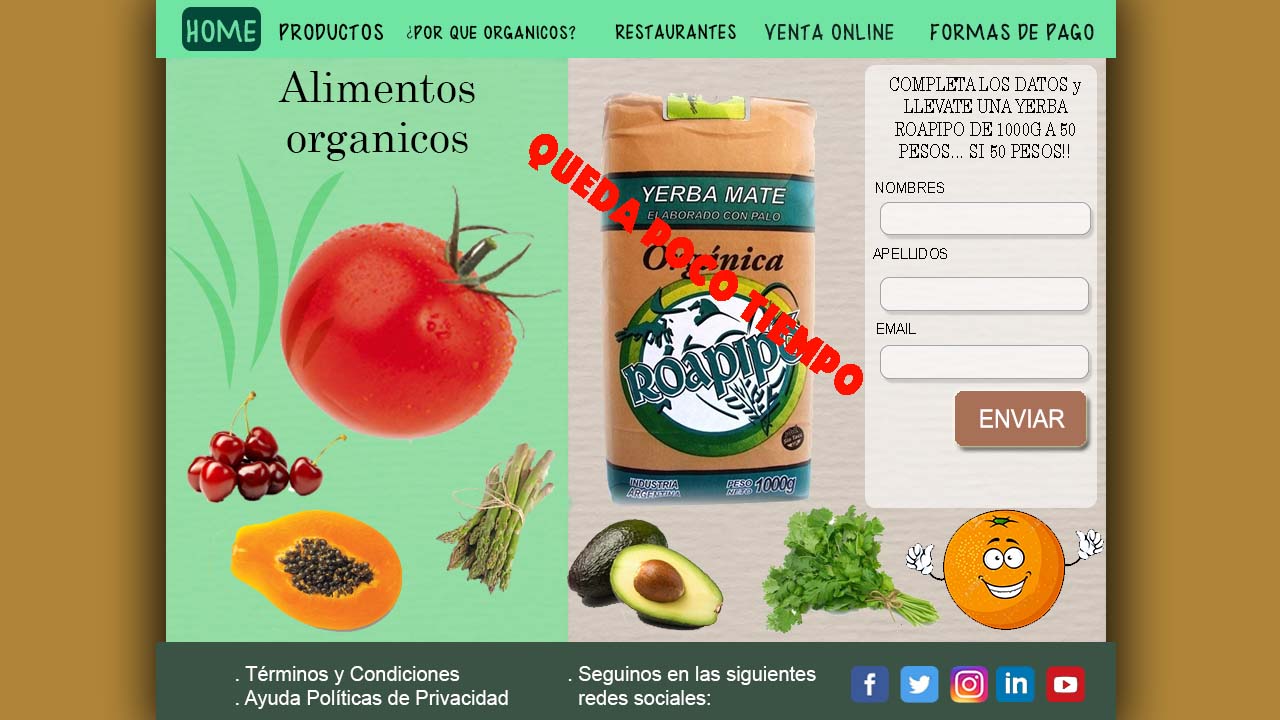 HOME
PRODUCTOS
¿POR QUE ORGANICOS?
RESTAURANTES
VENTA ONLINE
FORMAS DE PAGO
Alimentos
organicos
QUEDA POCO TIEMPO
YERBA MATE
ELABORADO CON PALO
Orgánica
ROAPIPO
INDUSTRIA
ARGENTINA
PESO
NETO 1000g
COMPLETA LOS DATOS y
LLEVATE UNA YERBA
ROAPIPO DE 1000G A 50
PESOS... SI 50 PESOS!!
NOMBRES
APELLIDOS
EMAIL
ENVIAR
. Términos y Condiciones
. Ayuda Políticas de Privacidad
. Seguinos en las siguientes
redes sociales: